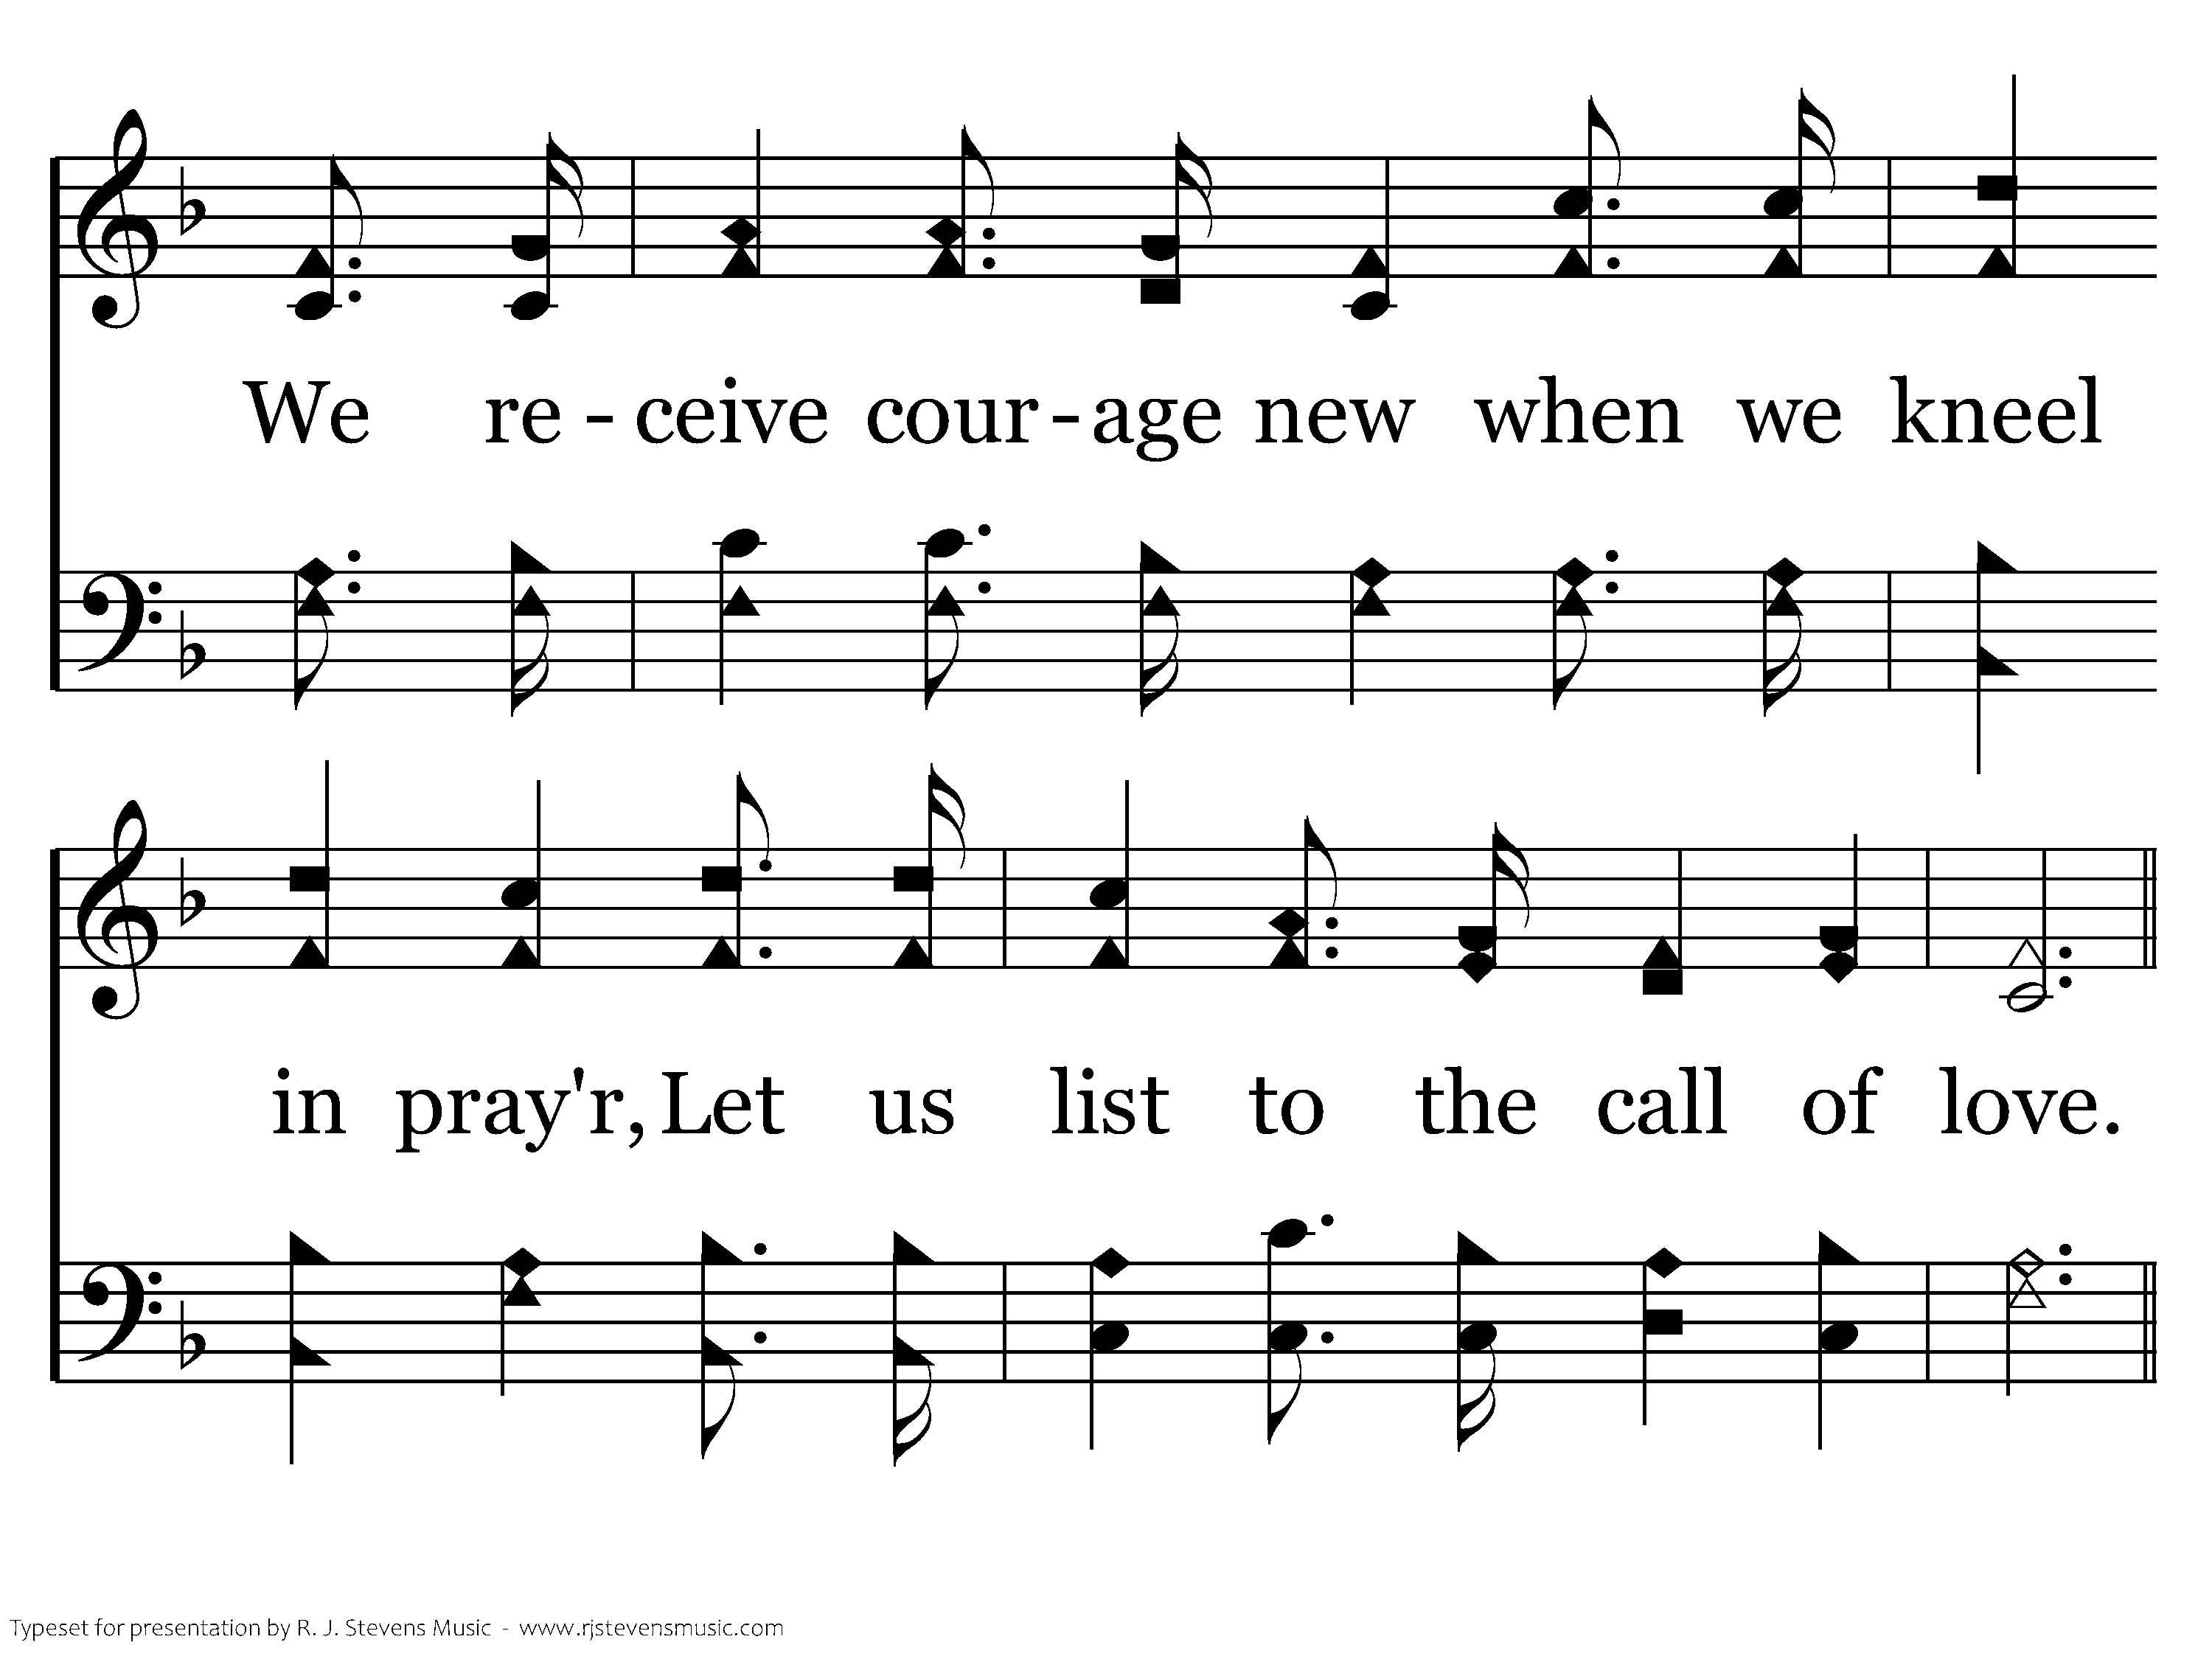 We re - ceive cour - age new when we kneel
in pray'r, Let us list to the call of love.
Typeset for presentation by R. J. Stevens Music - www.rjstevensmusic.com